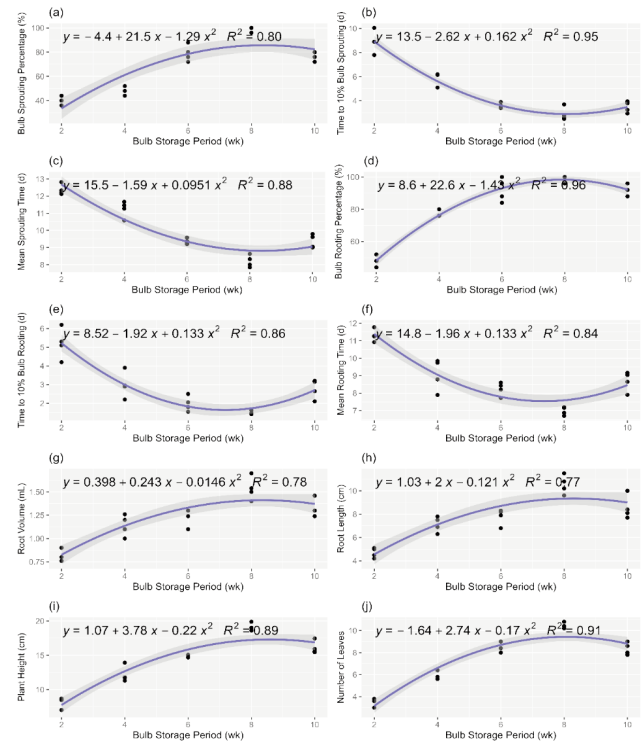 (a)
y = − 4.4 + 21.5 x − 1.29 x² R² = 0.80
Bulb Sprouting Percentage (%)
100
80
60
40
2 4 6 8 10
Bulb Storage Period (wk)
(b)
y = 13.5 − 2.62 x + 0.162 x² R² = 0.95
Time to 10% Bulb Sprouting (d)
10
8
6
4
2 4 6 8 10
Bulb Storage Period (wk)
(c)
y = 15.5 − 1.59 x + 0.0951 x² R² = 0.88
Mean Sprouting Time (d)
13
12
11
10
9
8
2 4 6 8 10
Bulb Storage Period (wk)
(d)
y = 8.6 + 22.6 x − 1.43 x² R² = 0.96
Bulb Rooting Percentage (%)
100
80
60
2 4 6 8 10
Bulb Storage Period (wk)
(e)
y = 8.52 − 1.92 x + 0.133 x² R² = 0.86
Time to 10% Bulb Rooting (d)
6
5
4
3
2
2 4 6 8 10
Bulb Storage Period (wk)
(f)
y = 14.8 − 1.96 x + 0.133 x² R² = 0.84
Mean Rooting Time (d)
12
11
10
9
8
7
2 4 6 8 10
Bulb Storage Period (wk)
(g)
y = 0.398 + 0.243 x − 0.0146 x² R² = 0.78
Root Volume (mL)
1.50
1.25
1.00
0.75
2 4 6 8 10
Bulb Storage Period (wk)
(h)
y = 1.03 + 2 x − 0.121 x² R² = 0.77
Root Length (cm)
10
8
6
4
2 4 6 8 10
Bulb Storage Period (wk)
(i)
y = 1.07 + 3.78 x − 0.22 x² R² = 0.89
Plant Height (cm)
20
15
10
2 4 6 8 10
Bulb Storage Period (wk)
(j)
y = − 1.64 + 2.74 x − 0.17 x² R² = 0.91
Number of Leaves
10
8
6
4
2 4 6 8 10
Bulb Storage Period (wk)